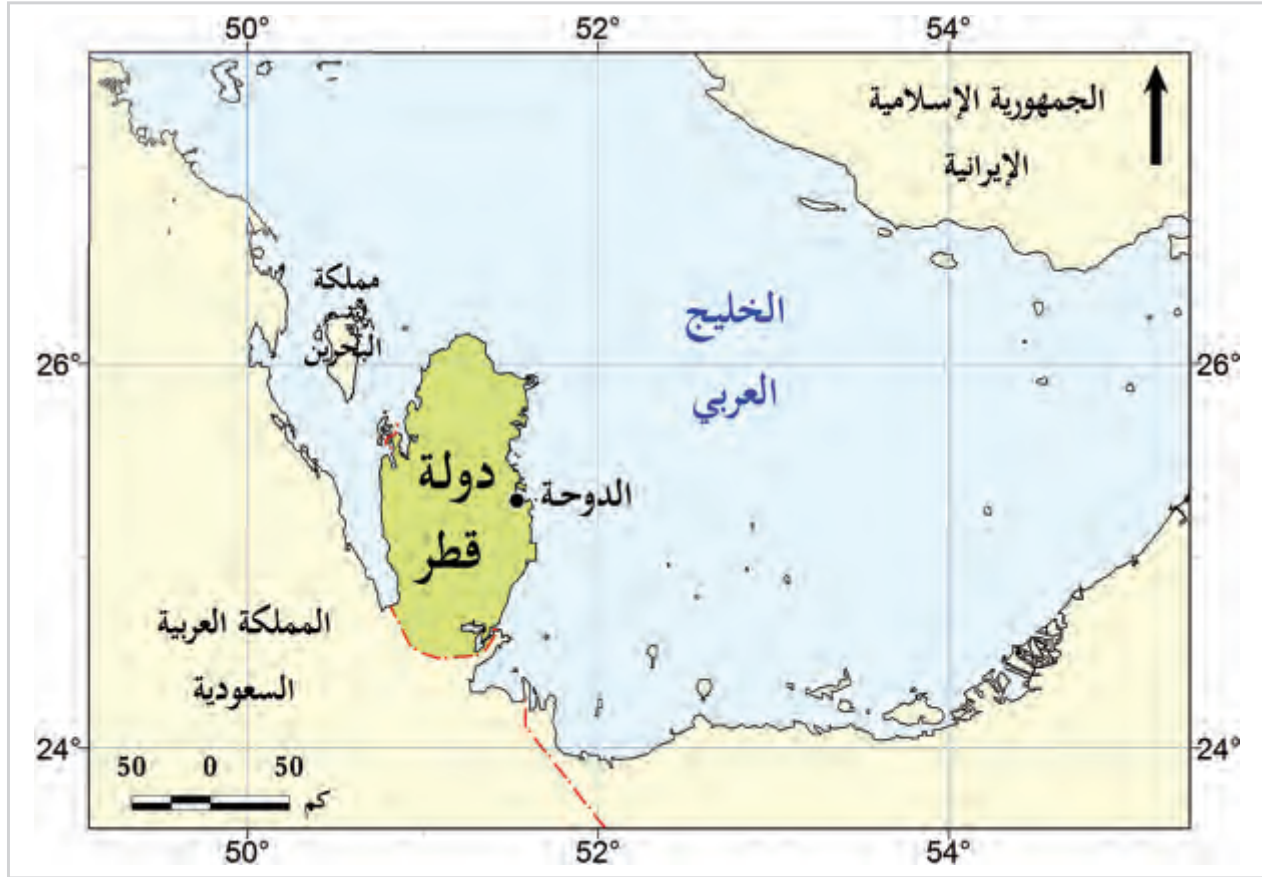 50° 52° 54°
الجمهورية الإسلامية
الإيرانية
مملكة
البحرين
الخليج
العربي
26° 26°
دولة
قطر
الدوحة
المملكة العربية
السعودية
24° 24°
50 0 50
كم
50° 52° 54°